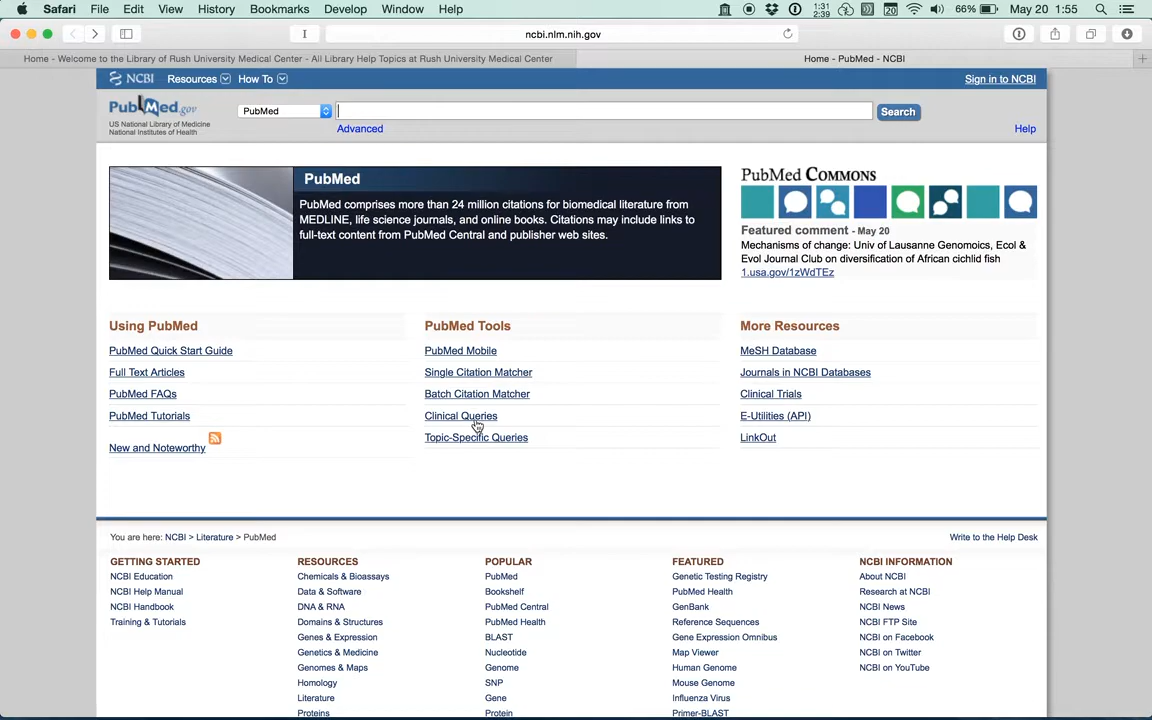 Safari File Edit View History Bookmarks Develop Window Help
1:31
2:39
20
66%
May 20 1:55
ncbi.nlm.nih.gov
Home - Welcome to the Library of Rush University Medical Center - All Library Help Topics at Rush University Medical Center
Home - PubMed - NCBI
NCBI Resources How To
Sign in to NCBI
PubMed.gov
US National Library of Medicine
National Institutes of Health
PubMed
Search
Advanced
Help
PubMed
PubMed comprises more than 24 million citations for biomedical literature from
MEDLINE, life science journals, and online books. Citations may include links to
full-text content from PubMed Central and publisher web sites.
PubMed Commons
Featured comment - May 20
Mechanisms of change: Univ of Lausanne Genomoics, Ecol &
Evol Journal Club on diversification of African cichlid fish
1.usa.gov/1zWdTEz
Using PubMed
PubMed Quick Start Guide
Full Text Articles
PubMed FAQs
PubMed Tutorials
New and Noteworthy
PubMed Tools
PubMed Mobile
Single Citation Matcher
Batch Citation Matcher
Clinical Queries
Topic-Specific Queries
More Resources
MeSH Database
Journals in NCBI Databases
Clinical Trials
E-Utilities (API)
LinkOut
You are here: NCBI > Literature > PubMed
Write to the Help Desk
GETTING STARTED
NCBI Education
NCBI Help Manual
NCBI Handbook
Training & Tutorials
RESOURCES
Chemicals & Bioassays
Data & Software
DNA & RNA
Domains & Structures
Genes & Expression
Genetics & Medicine
Genomes & Maps
Homology
Literature
Proteins
POPULAR
PubMed
Bookshelf
PubMed Central
PubMed Health
BLAST
Nucleotide
Genome
SNP
Gene
Protein
FEATURED
Genetic Testing Registry
PubMed Health
GenBank
Reference Sequences
Gene Expression Omnibus
Map Viewer
Human Genome
Mouse Genome
Influenza Virus
Primer-BLAST
NCBI INFORMATION
About NCBI
Research at NCBI
NCBI News
NCBI FTP Site
NCBI on Facebook
NCBI on Twitter
NCBI on YouTube